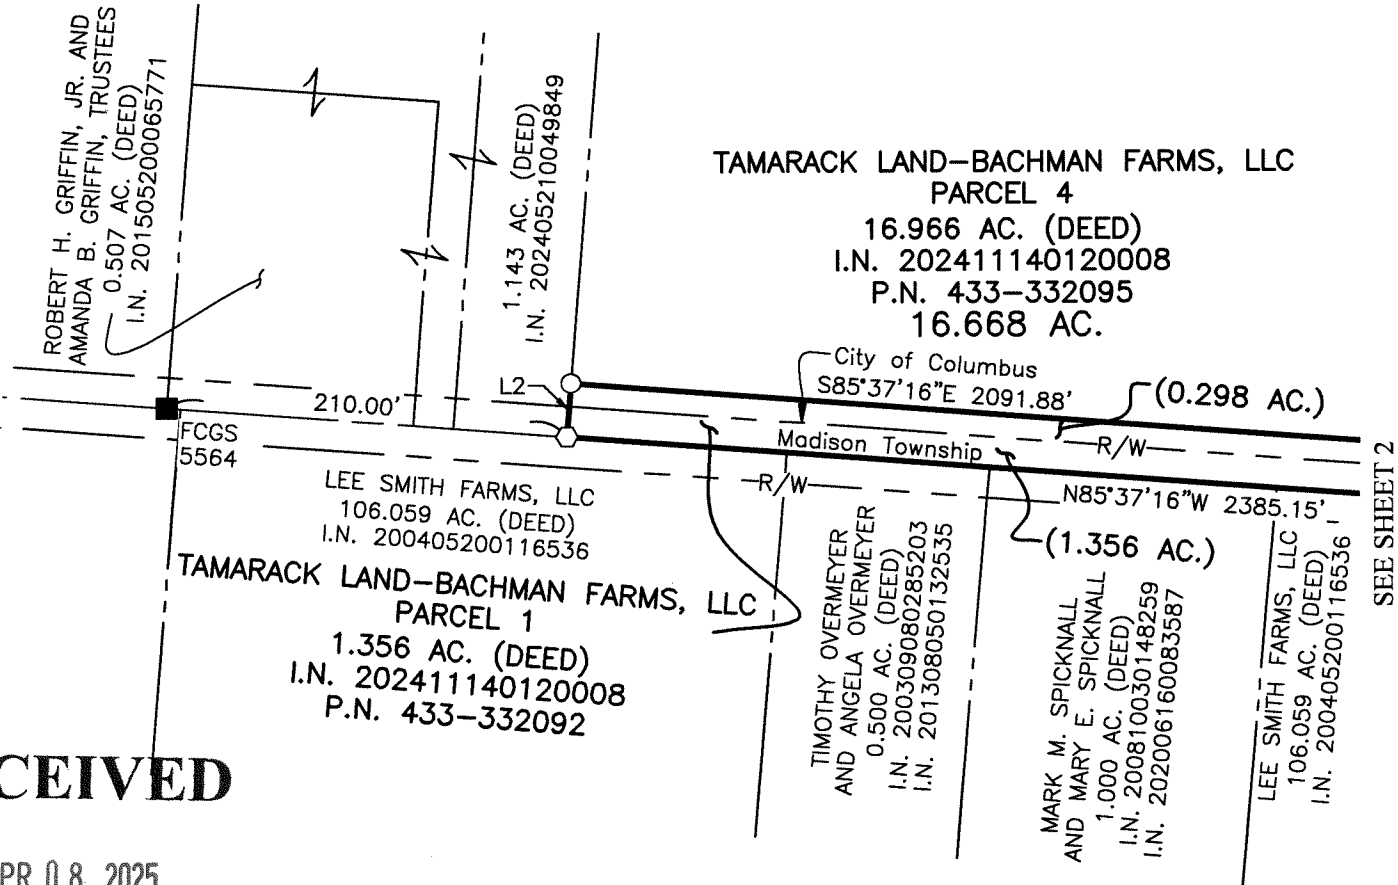 ROBERT H. GRIFFIN, JR. AND
AMANDA B. GRIFFIN, TRUSTEES
0.507 AC. (DEED)
I.N. 201505200065771
1.143 AC. (DEED)
I.N. 202405210049849
TAMARACK LAND-BACHMAN FARMS, LLC
PARCEL 4
16.966 AC. (DEED)
I.N. 202411140120008
P.N. 433-332095
16.668 AC.
City of Columbus
S85°37'16"E 2091.88'
(0.298 AC.)
L2
210.00'
FCGS
5564
Madison Township
R/W
R/W
N85°37'16"W 2385.15'
(1.356 AC.)
SEE SHEET 2
LEE SMITH FARMS, LLC
106.059 AC. (DEED)
I.N. 200405200116536
TAMARACK LAND-BACHMAN FARMS, LLC
PARCEL 1
1.356 AC. (DEED)
I.N. 202411140120008
P.N. 433-332092
TIMOTHY OVERMEYER
AND ANGELA OVERMEYER
0.500 AC. (DEED)
I.N. 200309080285203
I.N. 201308050132535
MARK M. SPICKNALL
AND MARY E. SPICKNALL
1.000 AC. (DEED)
I.N. 200810030148259
I.N. 202006160083587
LEE SMITH FARMS, LLC
106.059 AC. (DEED)
I.N. 200405200116536
CEIVED
PR 08 2025